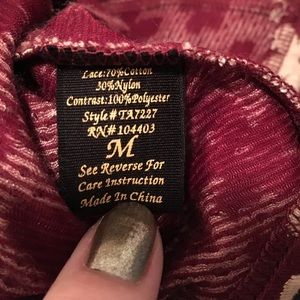 Lace:70%Cotton
30%Nylon
Contrast:100%Polyester
Style#TA7227
RN#104403
M
See Reverse For
Care Instruction
Made In China